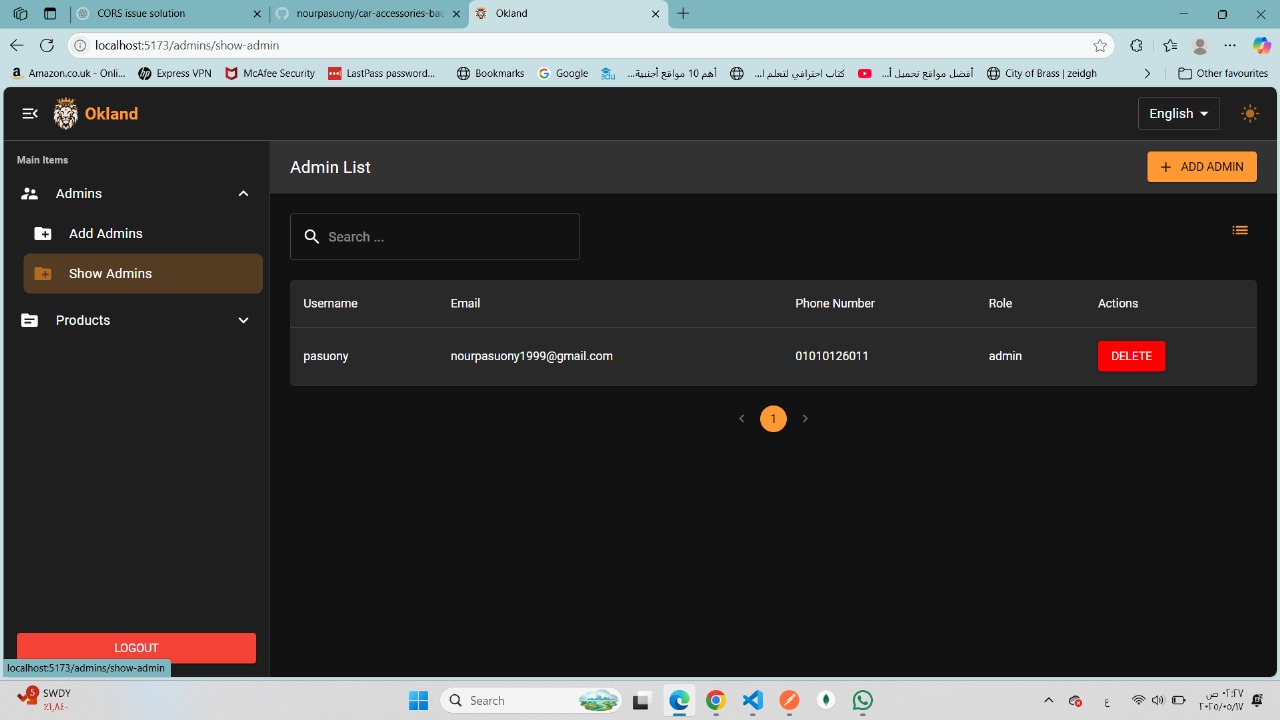 CORS issue solution
nourpasuony/car-accessories-bac
Okland
localhost:5173/admins/show-admin
Amazon.co.uk - Onli...
Express VPN
McAfee Security
LastPass password...
Bookmarks
Google
edu
أهم 10 مواقع أجنبية...
كتاب احترافي لتعلم ا...
أفضل مواقع تحميل أ...
City of Brass | zeidgh
Other favourites
Okland
English
Main Items
Admins
Add Admins
Show Admins
Products
LOGOUT
Admin List
ADD ADMIN
Search ...
Username Email Phone Number Role Actions
pasuony nourpasuony1999@gmail.com 01010126011 admin DELETE
1
localhost:5173/admins/show-admin
5
SWDY
Search
ع